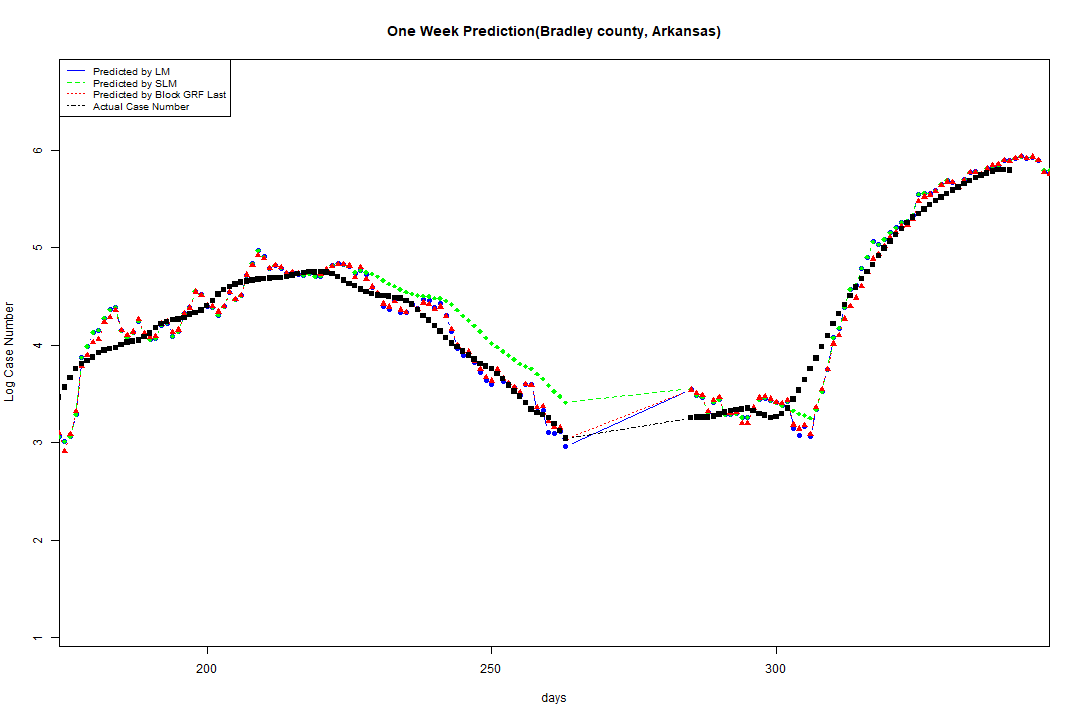 One Week Prediction(Bradley county, Arkansas)
Predicted by LM
Predicted by SLM
Predicted by Block GRF Last
Actual Case Number
6
5
4
3
2
1
Log Case Number
200 250 300
days